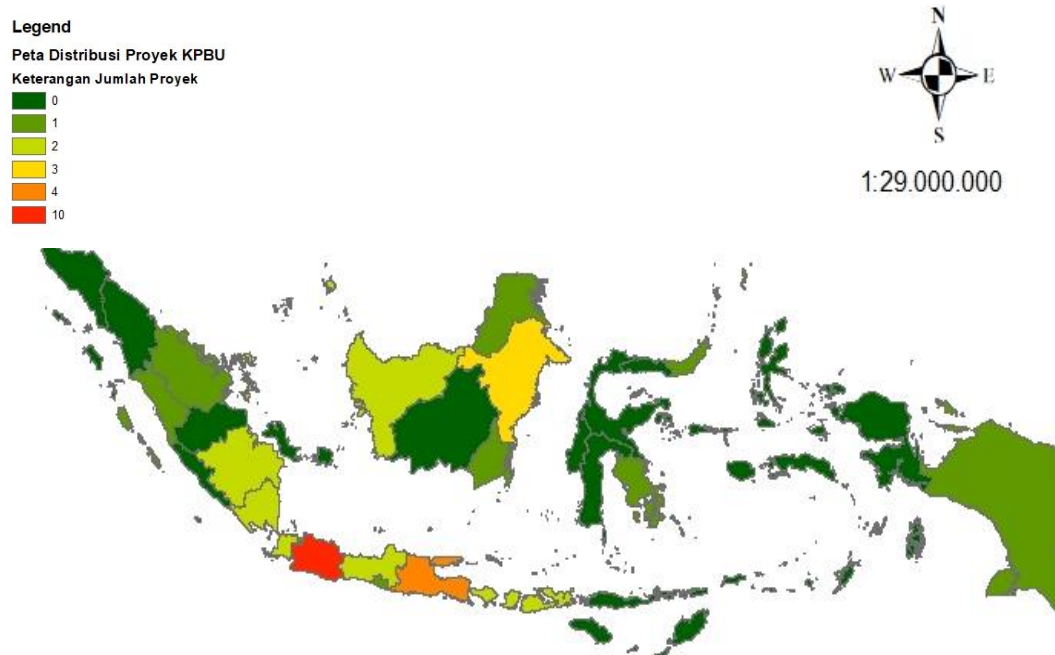 Legend
Peta Distribusi Proyek KPBU
Keterangan Jumlah Proyek
0
1
2
3
4
10
N
W E
S
1:29.000.000